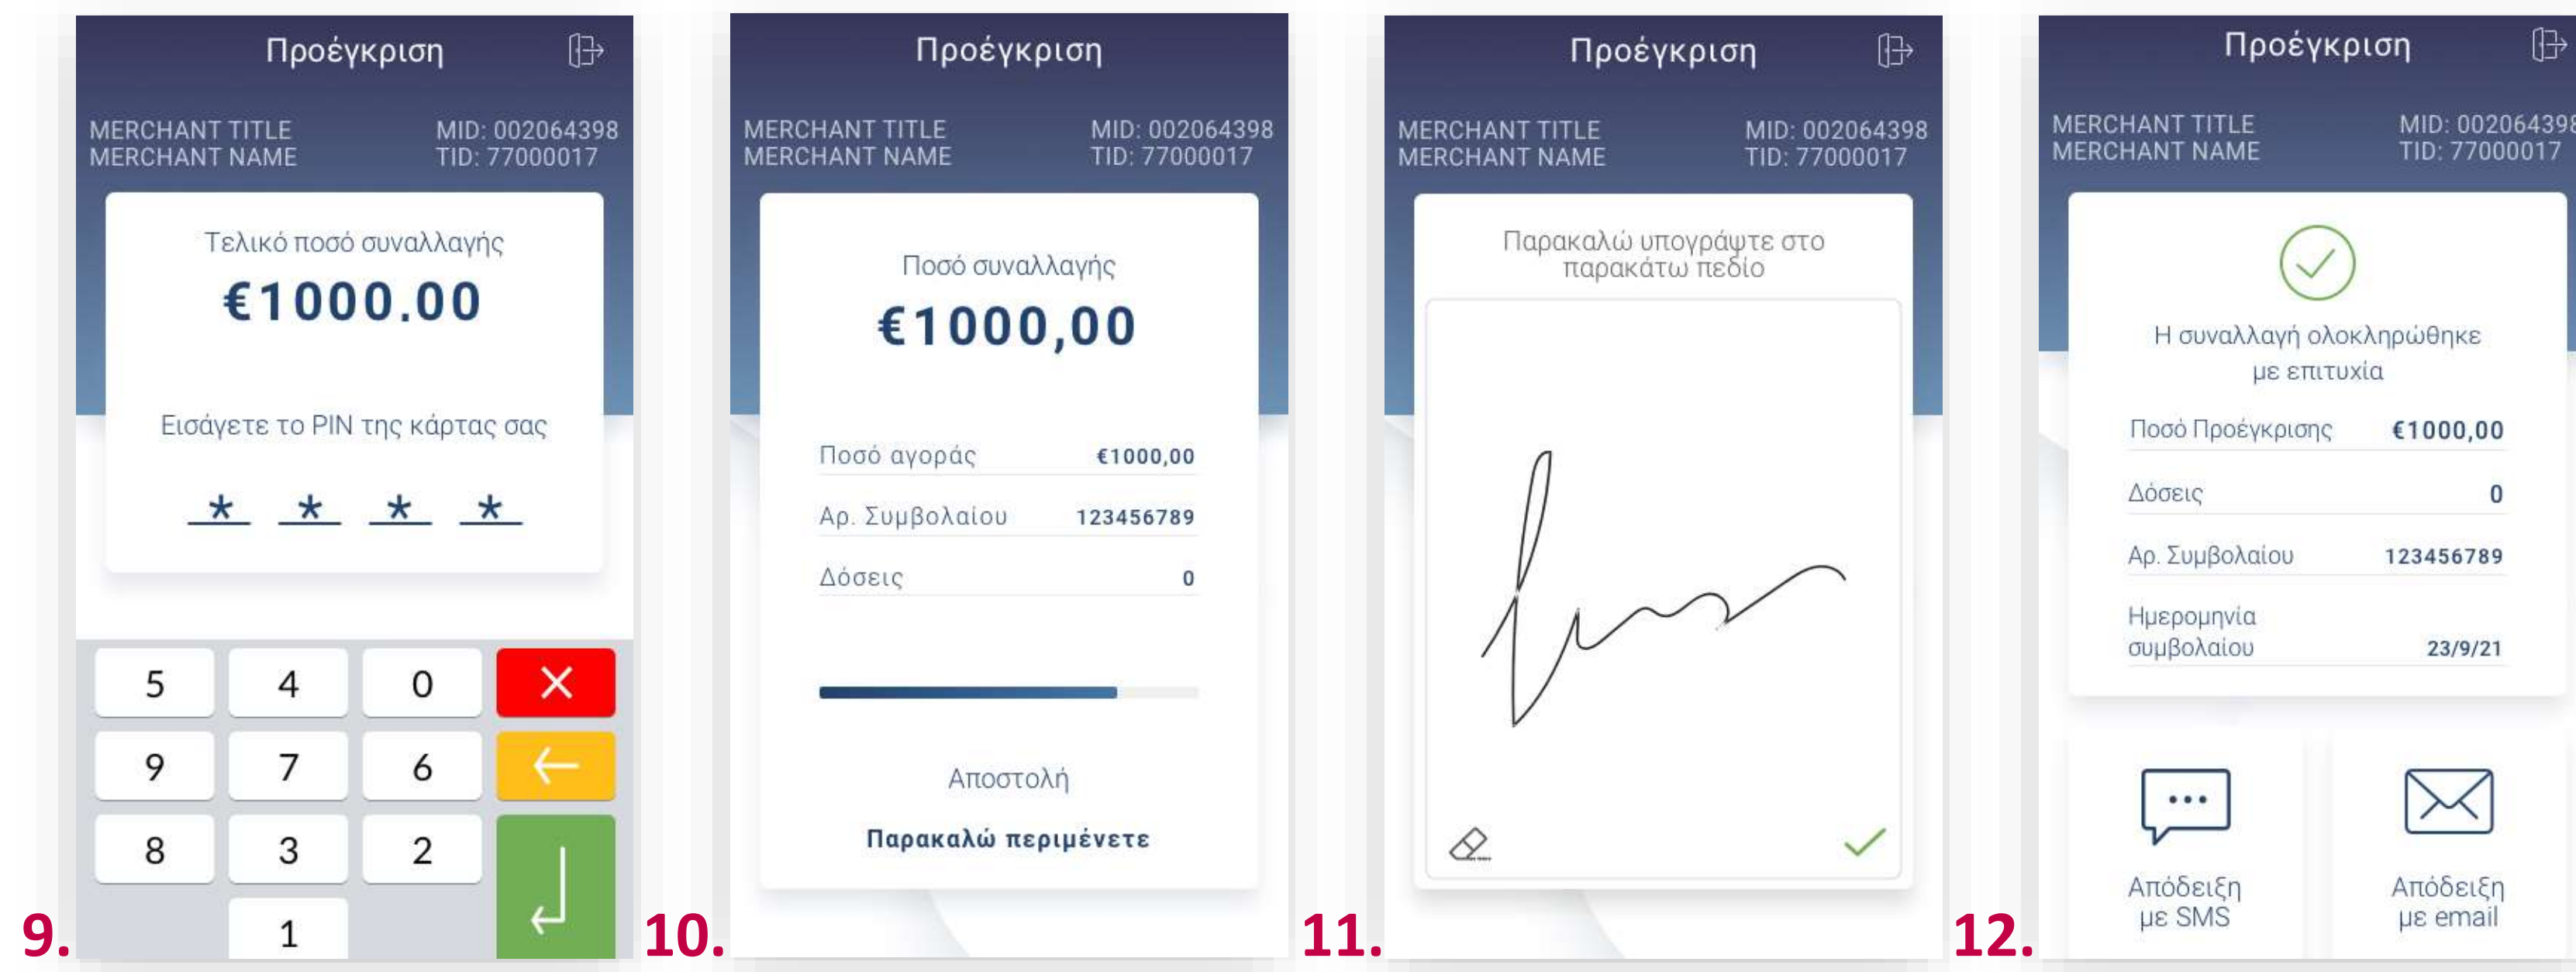 Προέγκριση
MERCHANT TITLE MID: 002064398
MERCHANT NAME TID: 77000017
Τελικό ποσό συναλλαγής
€1000.00
Εισάγετε το PIN της κάρτας σας
* * * *
5 4 0
9 7 6
8 3 2
1
9.
Προέγκριση
MERCHANT TITLE MID: 002064398
MERCHANT NAME TID: 77000017
Ποσό συναλλαγής
€1000,00
Ποσό αγοράς €1000,00
Αρ. Συμβολαίου 123456789
Δόσεις 0
Αποστολή
Παρακαλώ περιμένετε
10.
Προέγκριση
MERCHANT TITLE MID: 002064398
MERCHANT NAME TID: 77000017
Παρακαλώ υπογράψτε στο
παρακάτω πεδίο
11.
Προέγκριση
MERCHANT TITLE MID: 002064398
MERCHANT NAME TID: 77000017
Η συναλλαγή ολοκληρώθηκε
με επιτυχία
Ποσό Προέγκρισης €1000,00
Δόσεις 0
Αρ. Συμβολαίου 123456789
Ημερομηνία
συμβολαίου 23/9/21
Απόδειξη
με SMS
Απόδειξη
με email
12.